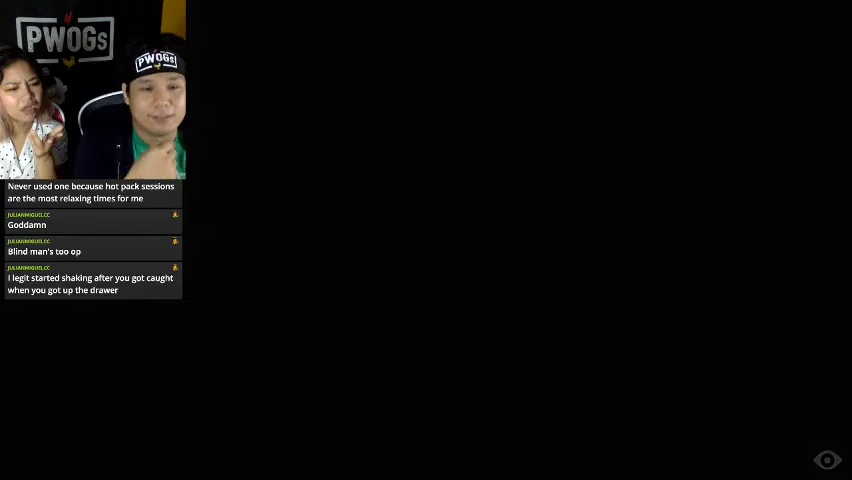 PWOGs
PWOGs
Never used one because hot pack sessions
are the most relaxing times for me
JULIANMIGUELCC
Goddamn
JULIANMIGUELCC
Blind man's too op
JULIANMIGUELCC
I legit started shaking after you got caught
when you got up the drawer